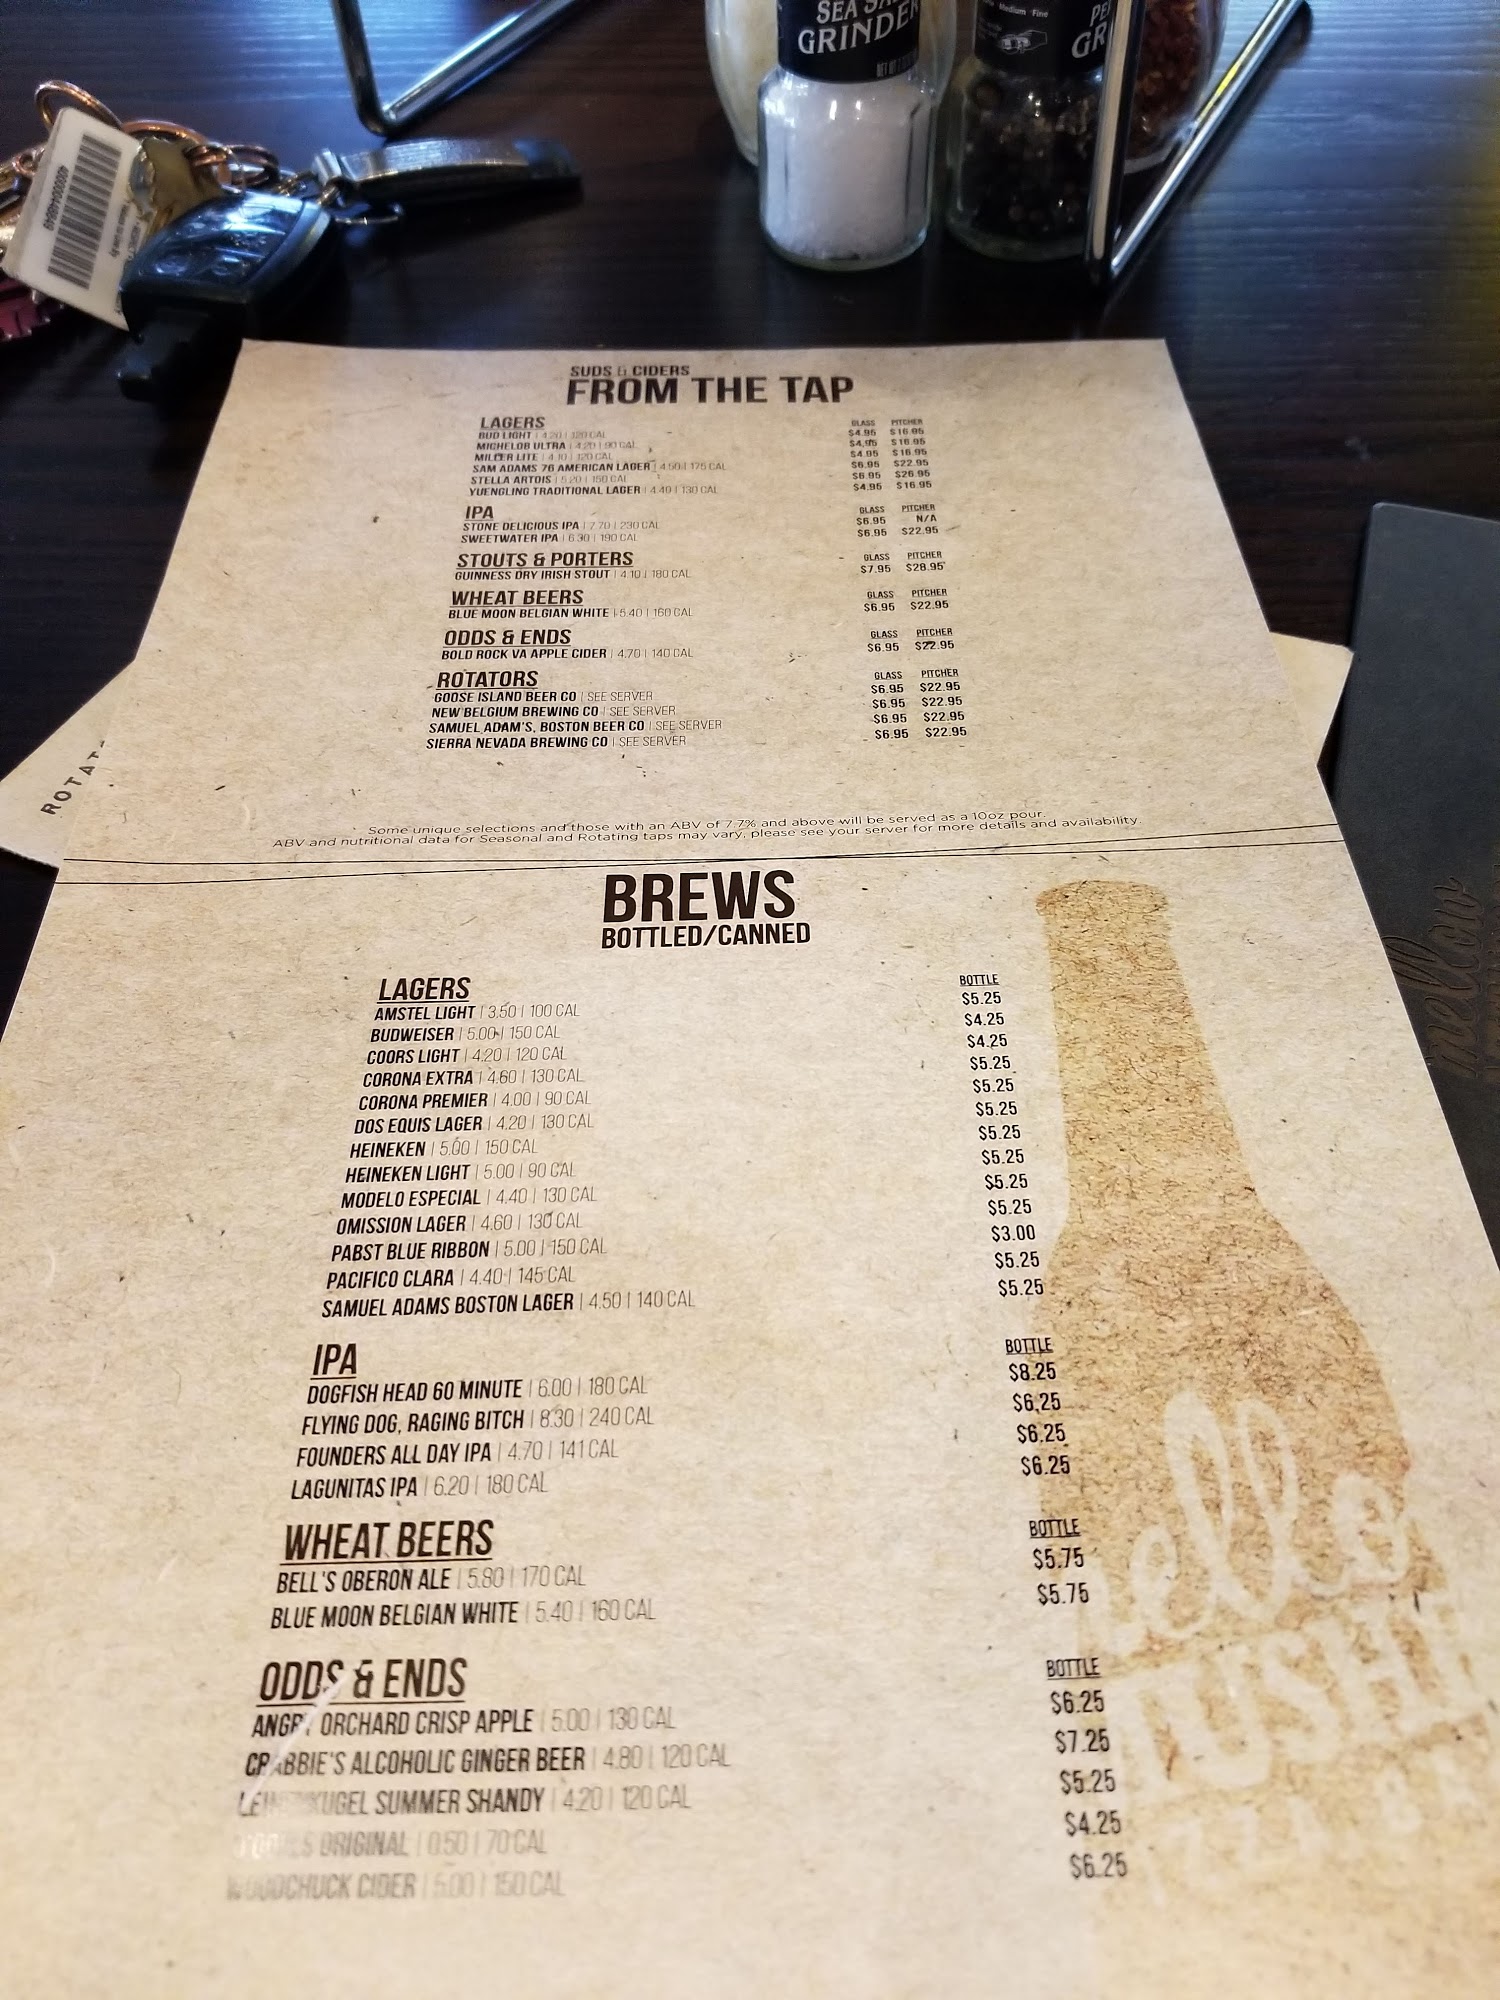 SEA
GRINDER
Medium Fine
GR
SUDS & CIDERS
FROM THE TAP
LAGERS GLASS PITCHER
BUD LIGHT | 4.20 | 120 CAL $4.95 $16.95
MICHELOB ULTRA | 4.20 | 90 CAL $4.95 $16.95
MILLER LITE | 4.10 | 120 CAL $4.95 $16.95
SAM ADAMS 76 AMERICAN LAGER | 4.50 | 175 CAL $6.95 $22.95
STELLA ARTOIS | 5.20 | 150 CAL $6.95 $26.95
YUENGLING TRADITIONAL LAGER | 4.40 | 130 CAL $4.95 $16.95
IPA GLASS PITCHER
STONE DELICIOUS IPA | 7.70 | 230 CAL $6.95 N/A
SWEETWATER IPA | 6.30 | 190 CAL $6.95 $22.95
STOUTS & PORTERS GLASS PITCHER
GUINNESS DRY IRISH STOUT | 4.10 | 180 CAL $7.95 $28.95
WHEAT BEERS GLASS PITCHER
BLUE MOON BELGIAN WHITE | 5.40 | 160 CAL $6.95 $22.95
ODDS & ENDS GLASS PITCHER
BOLD ROCK VA APPLE CIDER | 4.70 | 140 CAL $6.95 $22.95
ROTATORS GLASS PITCHER
GOOSE ISLAND BEER CO | SEE SERVER $6.95 $22.95
NEW BELGIUM BREWING CO | SEE SERVER $6.95 $22.95
SAMUEL ADAM'S, BOSTON BEER CO | SEE SERVER $6.95 $22.95
SIERRA NEVADA BREWING CO | SEE SERVER $6.95 $22.95
Some unique selections and those with an ABV of 7.7% and above will be served as a 10oz pour.
ABV and nutritional data for Seasonal and Rotating taps may vary, please see your server for more details and availability.
BREWS
BOTTLED/CANNED
LAGERS BOTTLE
AMSTEL LIGHT | 3.50 | 100 CAL $5.25
BUDWEISER | 5.00 | 150 CAL $4.25
COORS LIGHT | 4.20 | 120 CAL $4.25
CORONA EXTRA | 4.60 | 130 CAL $5.25
CORONA PREMIER | 4.00 | 90 CAL $5.25
DOS EQUIS LAGER | 4.20 | 130 CAL $5.25
HEINEKEN | 5.00 | 150 CAL $5.25
HEINEKEN LIGHT | 5.00 | 90 CAL $5.25
MODELO ESPECIAL | 4.40 | 130 CAL $5.25
OMISSION LAGER | 4.60 | 130 CAL $5.25
PABST BLUE RIBBON | 5.00 | 150 CAL $3.00
PACIFICO CLARA | 4.40 | 145 CAL $5.25
SAMUEL ADAMS BOSTON LAGER | 4.50 | 140 CAL $5.25
IPA BOTTLE
DOGFISH HEAD 60 MINUTE | 6.00 | 180 CAL $8.25
FLYING DOG, RAGING BITCH | 8.30 | 240 CAL $6.25
FOUNDERS ALL DAY IPA | 4.70 | 141 CAL $6.25
LAGUNITAS IPA | 6.20 | 180 CAL $6.25
WHEAT BEERS BOTTLE
BELL'S OBERON ALE | 5.80 | 170 CAL $5.75
BLUE MOON BELGIAN WHITE | 5.40 | 160 CAL $5.75
ODDS & ENDS BOTTLE
ANGRY ORCHARD CRISP APPLE | 5.00 | 130 CAL $6.25
CRABBIE'S ALCOHOLIC GINGER BEER | 4.80 | 120 CAL $7.25
LEINENKUGEL SUMMER SHANDY | 4.20 | 120 CAL $5.25
ORIGINAL | 0.50 | 70 CAL $4.25
WOODCHUCK CIDER | 5.00 | 150 CAL $6.25
mellow